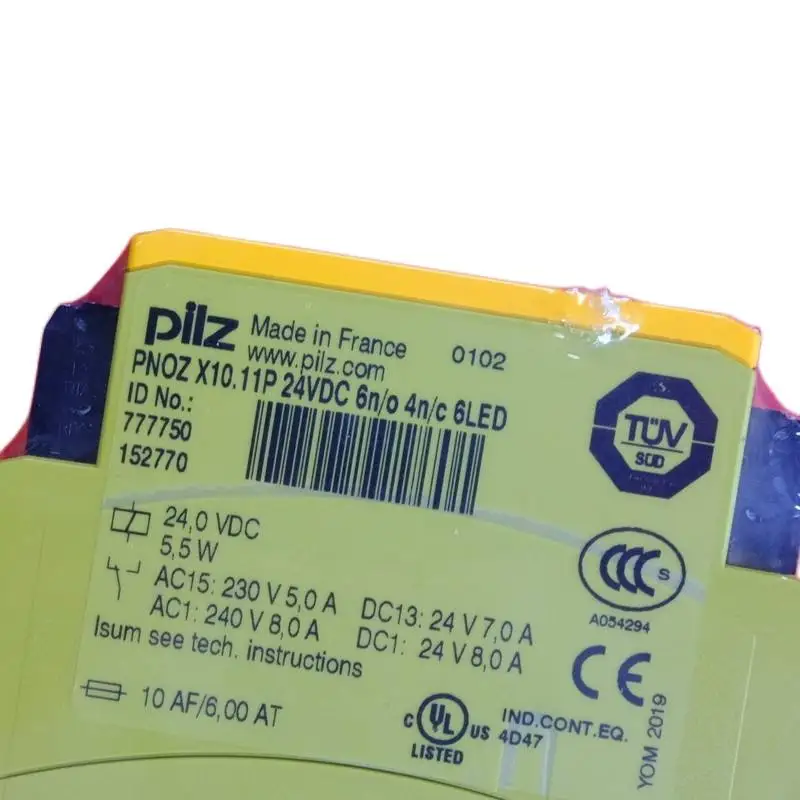 pilz Made in France 0102
www.pilz.com
PNOZ X10.11P 24VDC 6n/o 4n/c 6LED
ID No.:
777750
152770
TÜV
SÜD
24,0 VDC
5,5 W
CCC S
A054294
AC15: 230 V 5,0 A DC13: 24 V 7,0 A
AC1: 240 V 8,0 A DC1: 24 V 8,0 A
Isum see tech. instructions
CE
10 AF/6,00 AT
C UL US
LISTED
IND.CONT.EQ.
4D47
YOM 2019